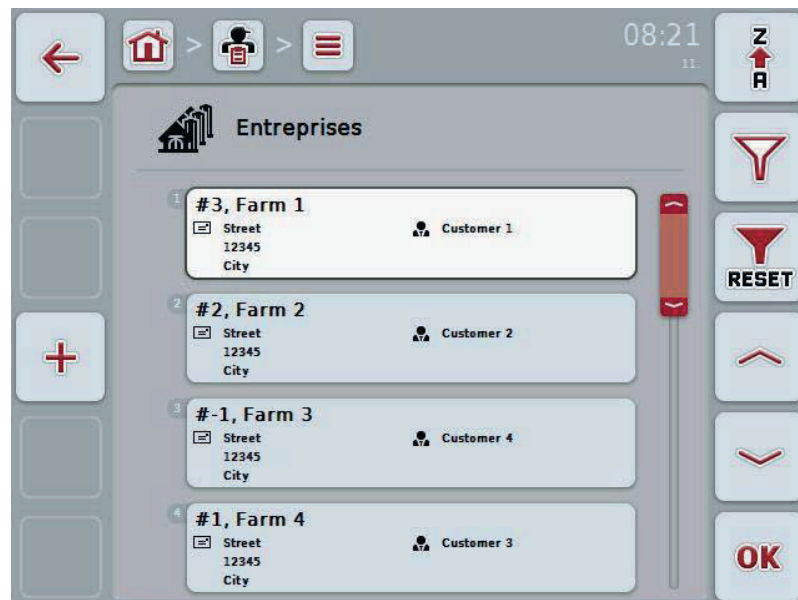 08:21
11.
Z
A
Entreprises
1
#3, Farm 1
Street
12345
City
Customer 1
RESET
2
#2, Farm 2
Street
12345
City
Customer 2
3
#-1, Farm 3
Street
12345
City
Customer 4
4
#1, Farm 4
Street
12345
City
Customer 3
OK